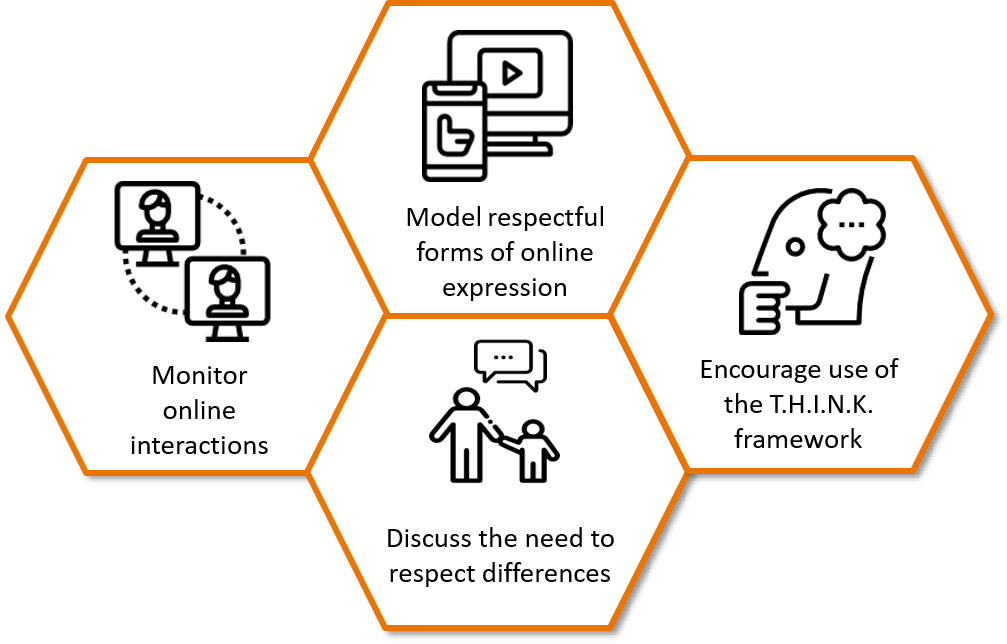 Model respectful
forms of online
expression
Monitor
online
interactions
Encourage use of
the T.H.I.N.K.
framework
Discuss the need to
respect differences